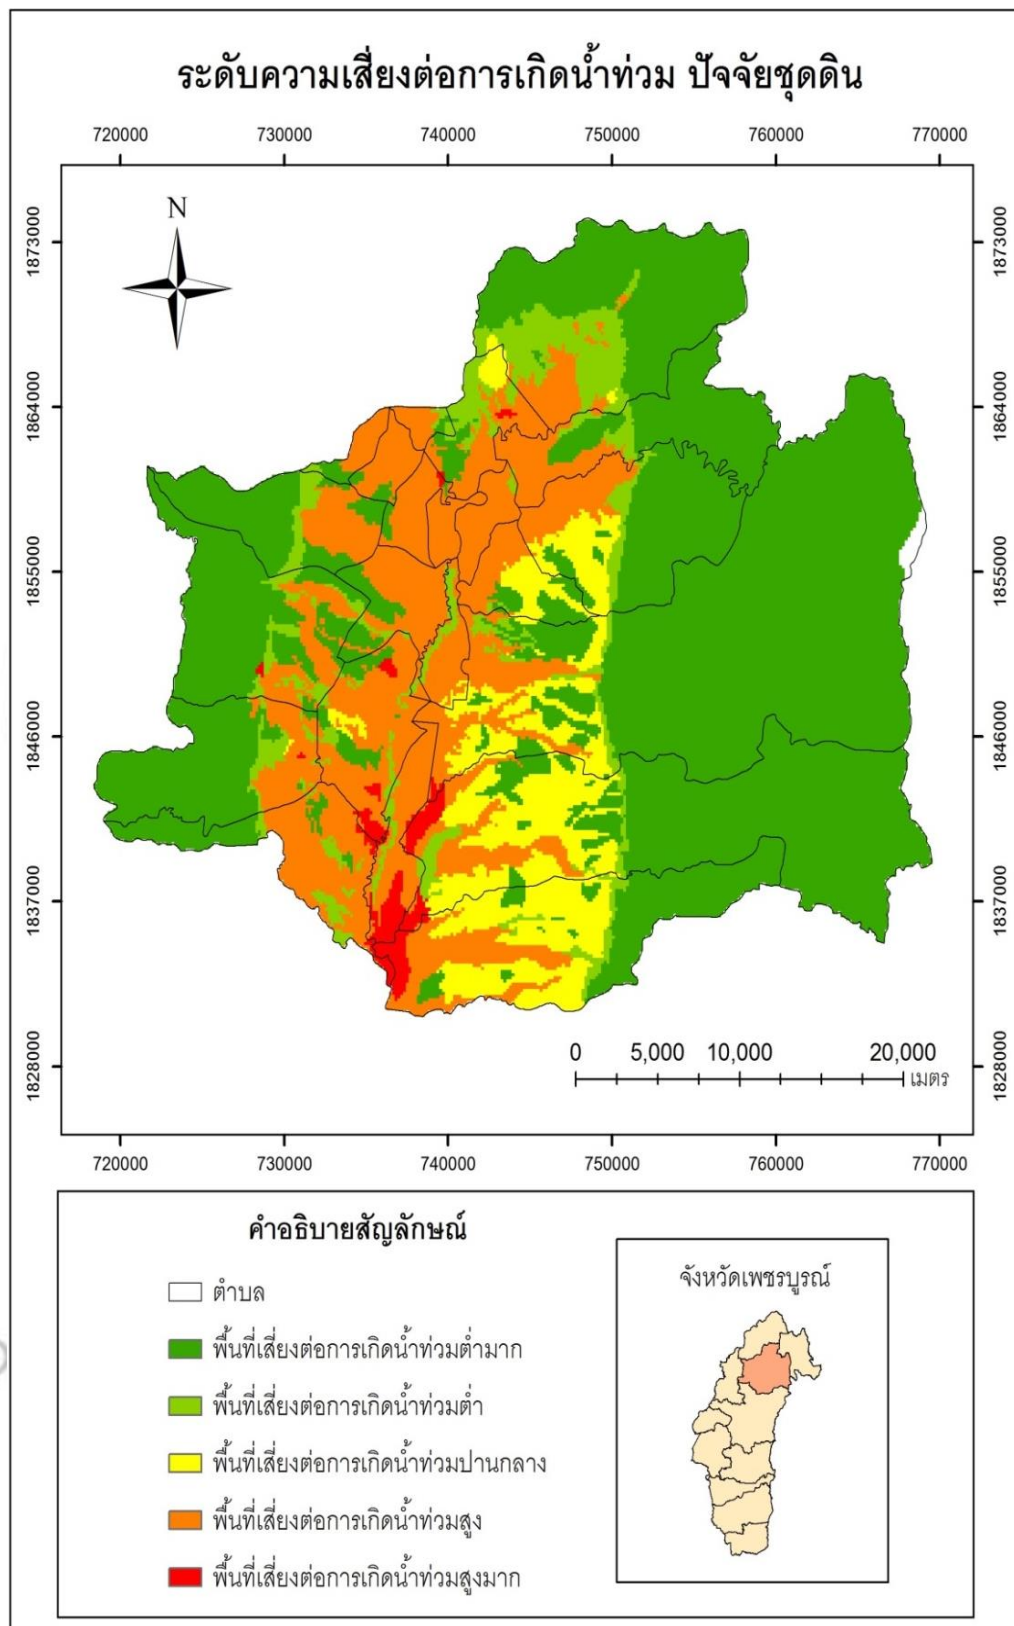 ระดับความเสี่ยงต่อการเกิดน้ำท่วม ปัจจัยชุดดิน
720000 730000 740000 750000 760000 770000
N
1873000 1873000
1864000 1864000
1855000 1855000
1846000 1846000
1837000 1837000
1828000 1828000
0 5,000 10,000 20,000
เมตร
720000 730000 740000 750000 760000 770000
คำอธิบายสัญลักษณ์
จังหวัดเพชรบูรณ์
ตำบล
พื้นที่เสี่ยงต่อการเกิดน้ำท่วมต่ำมาก
พื้นที่เสี่ยงต่อการเกิดน้ำท่วมต่ำ
พื้นที่เสี่ยงต่อการเกิดน้ำท่วมปานกลาง
พื้นที่เสี่ยงต่อการเกิดน้ำท่วมสูง
พื้นที่เสี่ยงต่อการเกิดน้ำท่วมสูงมาก